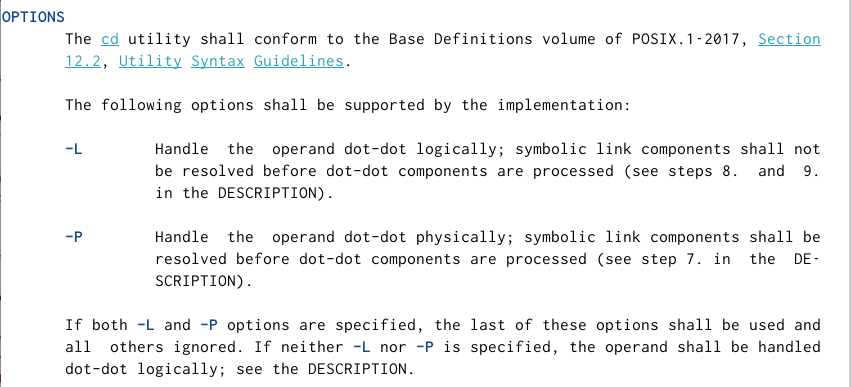 OPTIONS
The cd utility shall conform to the Base Definitions volume of POSIX.1-2017, Section
12.2, Utility Syntax Guidelines.
The following options shall be supported by the implementation:
-L Handle the operand dot-dot logically; symbolic link components shall not
be resolved before dot-dot components are processed (see steps 8. and 9.
in the DESCRIPTION).
-P Handle the operand dot-dot physically; symbolic link components shall be
resolved before dot-dot components are processed (see step 7. in the DE-
SCRIPTION).
If both -L and -P options are specified, the last of these options shall be used and
all others ignored. If neither -L nor -P is specified, the operand shall be handled
dot-dot logically; see the DESCRIPTION.